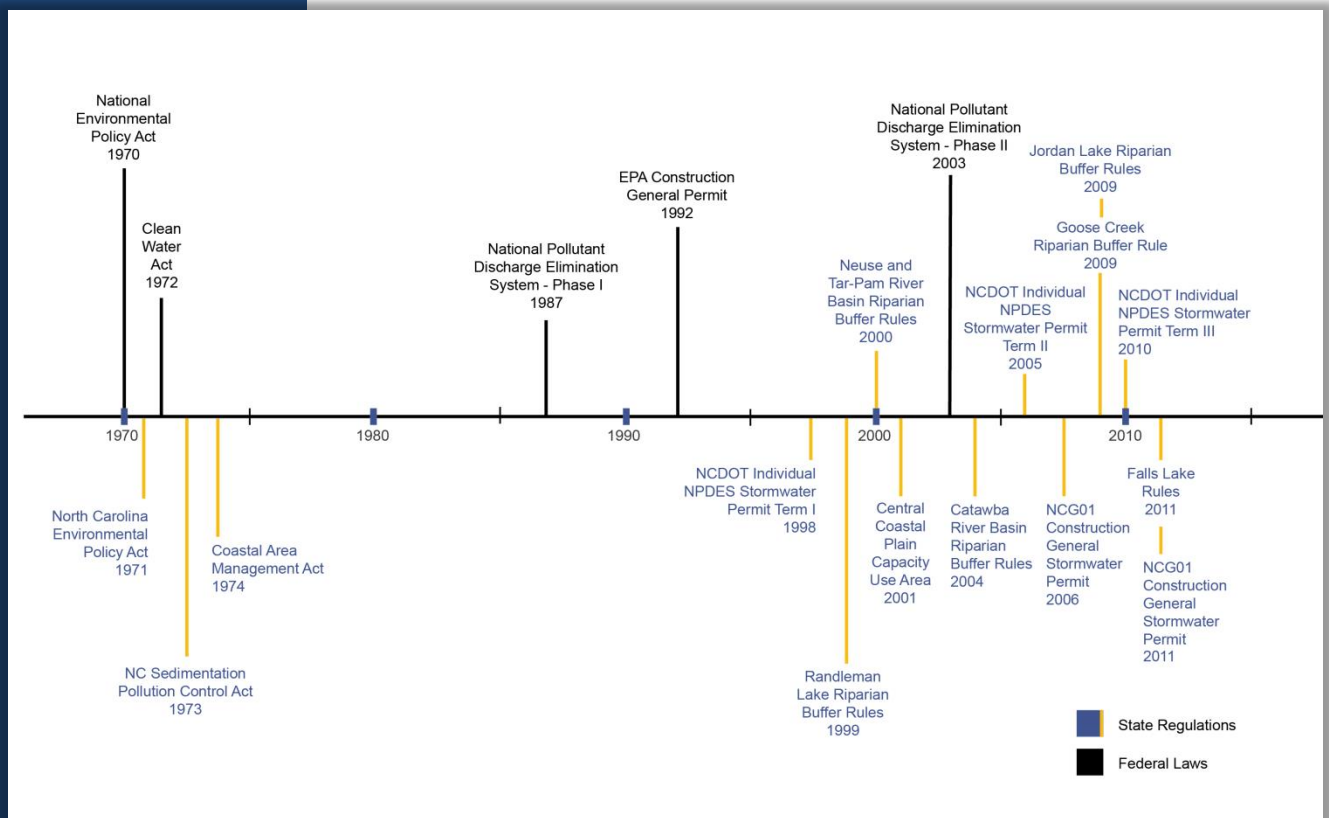 National
Environmental
Policy Act
1970
Clean
Water
Act
1972
National Pollutant
Discharge Elimination
System - Phase I
1987
EPA Construction
General Permit
1992
Neuse and
Tar-Pam River
Basin Riparian
Buffer Rules
2000
National Pollutant
Discharge Elimination
System - Phase II
2003
NCDOT Individual
NPDES
Stormwater Permit
Term II
2005
Jordan Lake Riparian
Buffer Rules
2009
Goose Creek
Riparian Buffer Rule
2009
NCDOT Individual
NPDES Stormwater
Permit Term III
2010
1970
1980
1990
2000
2010
North Carolina
Environmental
Policy Act
1971
NC Sedimentation
Pollution Control Act
1973
Coastal Area
Management Act
1974
NCDOT Individual
NPDES Stormwater
Permit Term I
1998
Randleman
Lake Riparian
Buffer Rules
1999
Central
Coastal
Plain
Capacity
Use Area
2001
Catawba
River Basin
Riparian
Buffer Rules
2004
NCG01
Construction
General
Stormwater
Permit
2006
Falls Lake
Rules
2011
NCG01
Construction
General
Stormwater
Permit
2011
State Regulations
Federal Laws